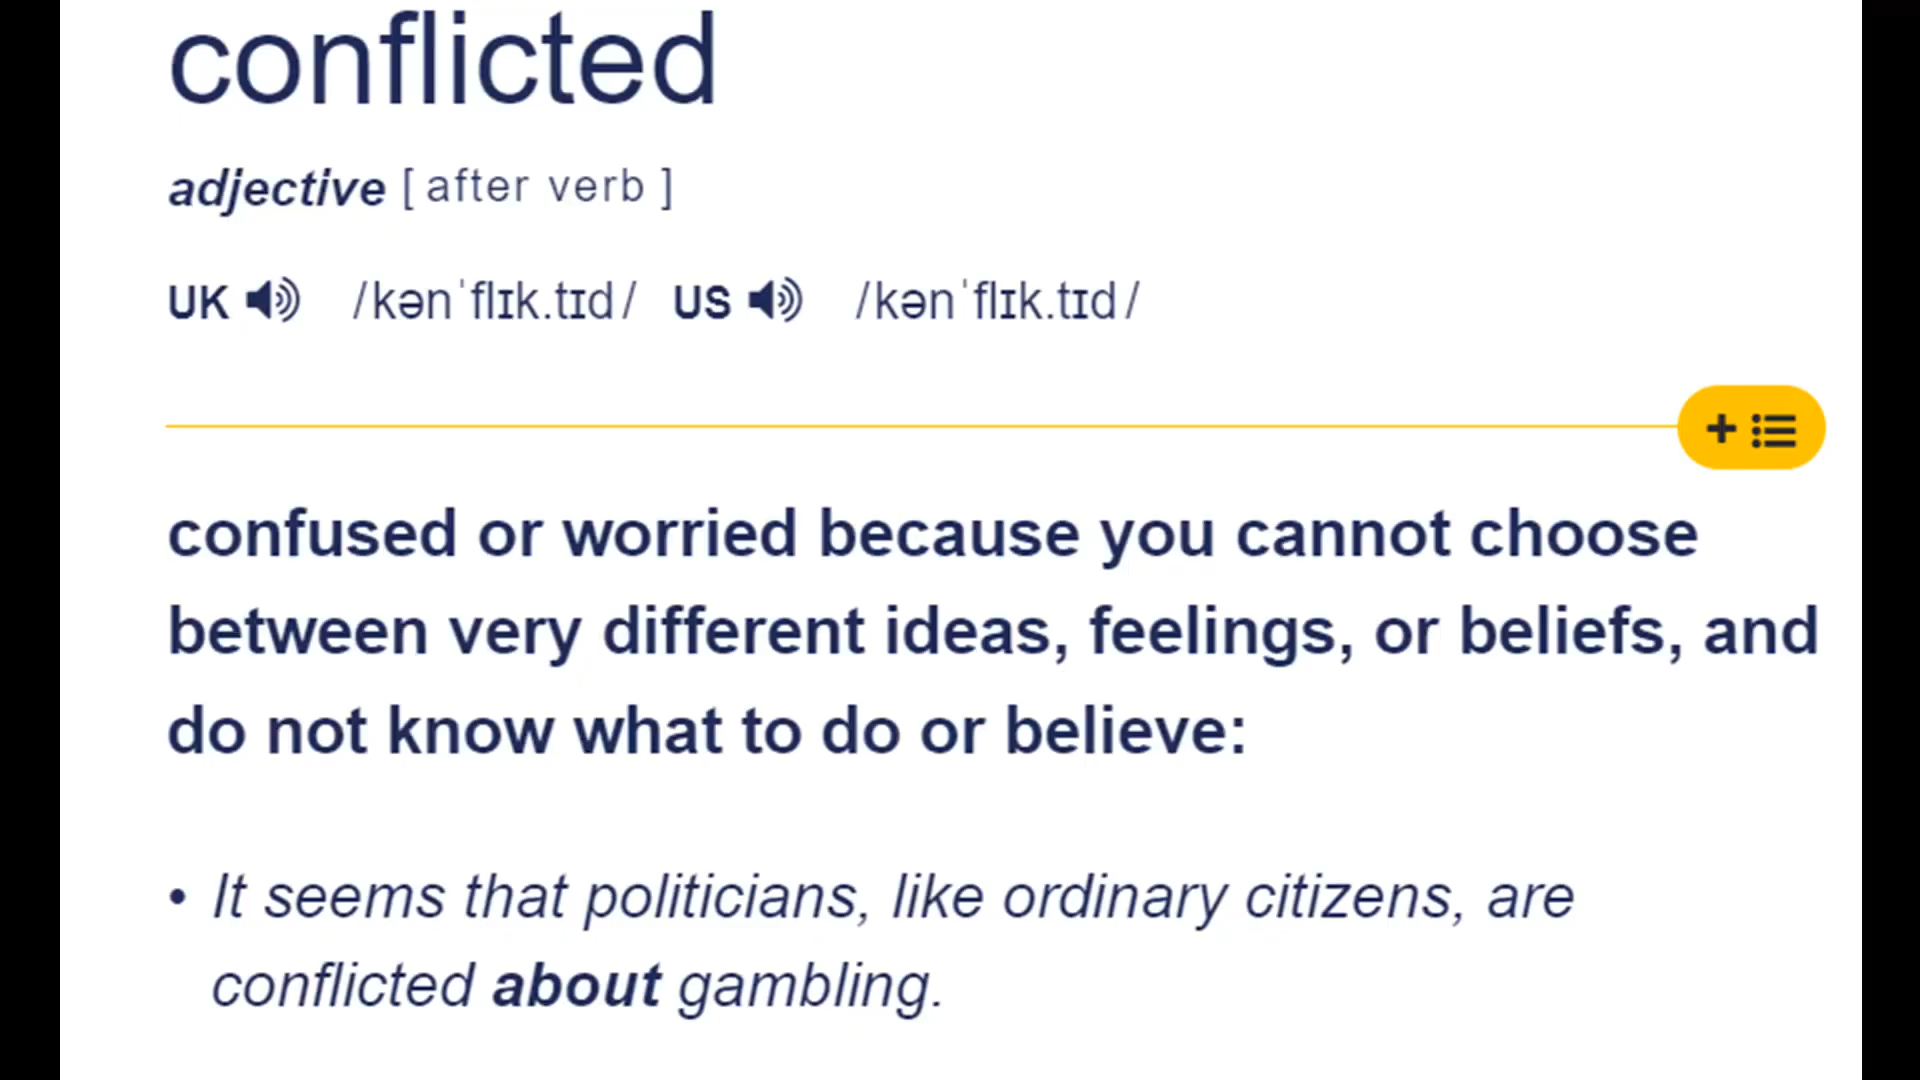 conflicted
adjective [ after verb ]
UK /kənˈflɪk.tɪd/ US /kənˈflɪk.tɪd/
confused or worried because you cannot choose
between very different ideas, feelings, or beliefs, and
do not know what to do or believe:
• It seems that politicians, like ordinary citizens, are
conflicted about gambling.